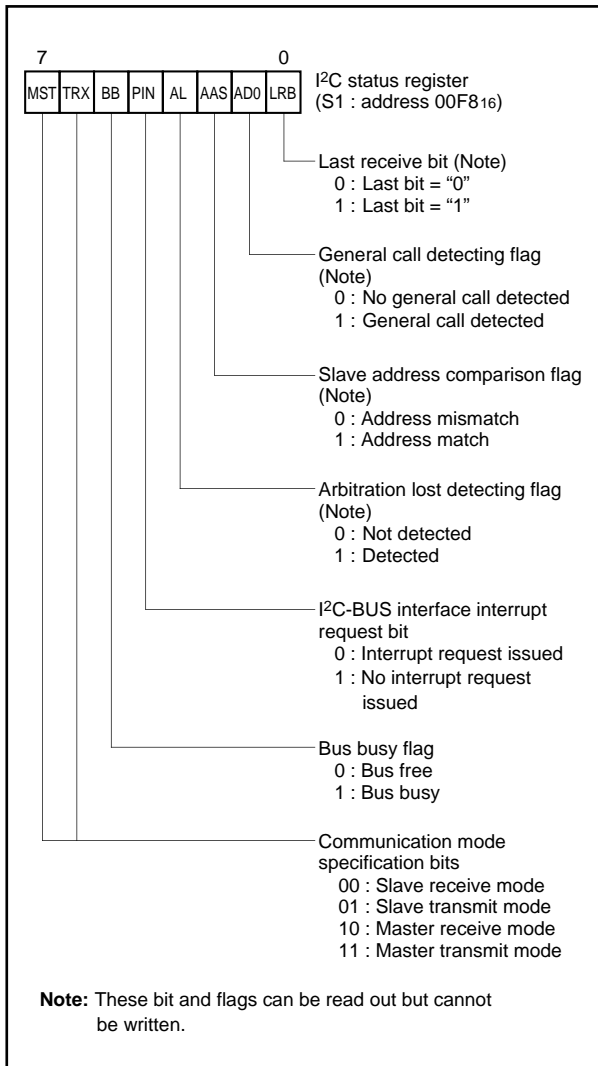 7 0
MST TRX BB PIN AL AAS AD0 LRB
I2C status register
(S1 : address 00F816)
Last receive bit (Note)
0 : Last bit = “0”
1 : Last bit = “1”
General call detecting flag
(Note)
0 : No general call detected
1 : General call detected
Slave address comparison flag
(Note)
0 : Address mismatch
1 : Address match
Arbitration lost detecting flag
(Note)
0 : Not detected
1 : Detected
I2C-BUS interface interrupt
request bit
0 : Interrupt request issued
1 : No interrupt request
issued
Bus busy flag
0 : Bus free
1 : Bus busy
Communication mode
specification bits
00 : Slave receive mode
01 : Slave transmit mode
10 : Master receive mode
11 : Master transmit mode
Note: These bit and flags can be read out but cannot
be written.